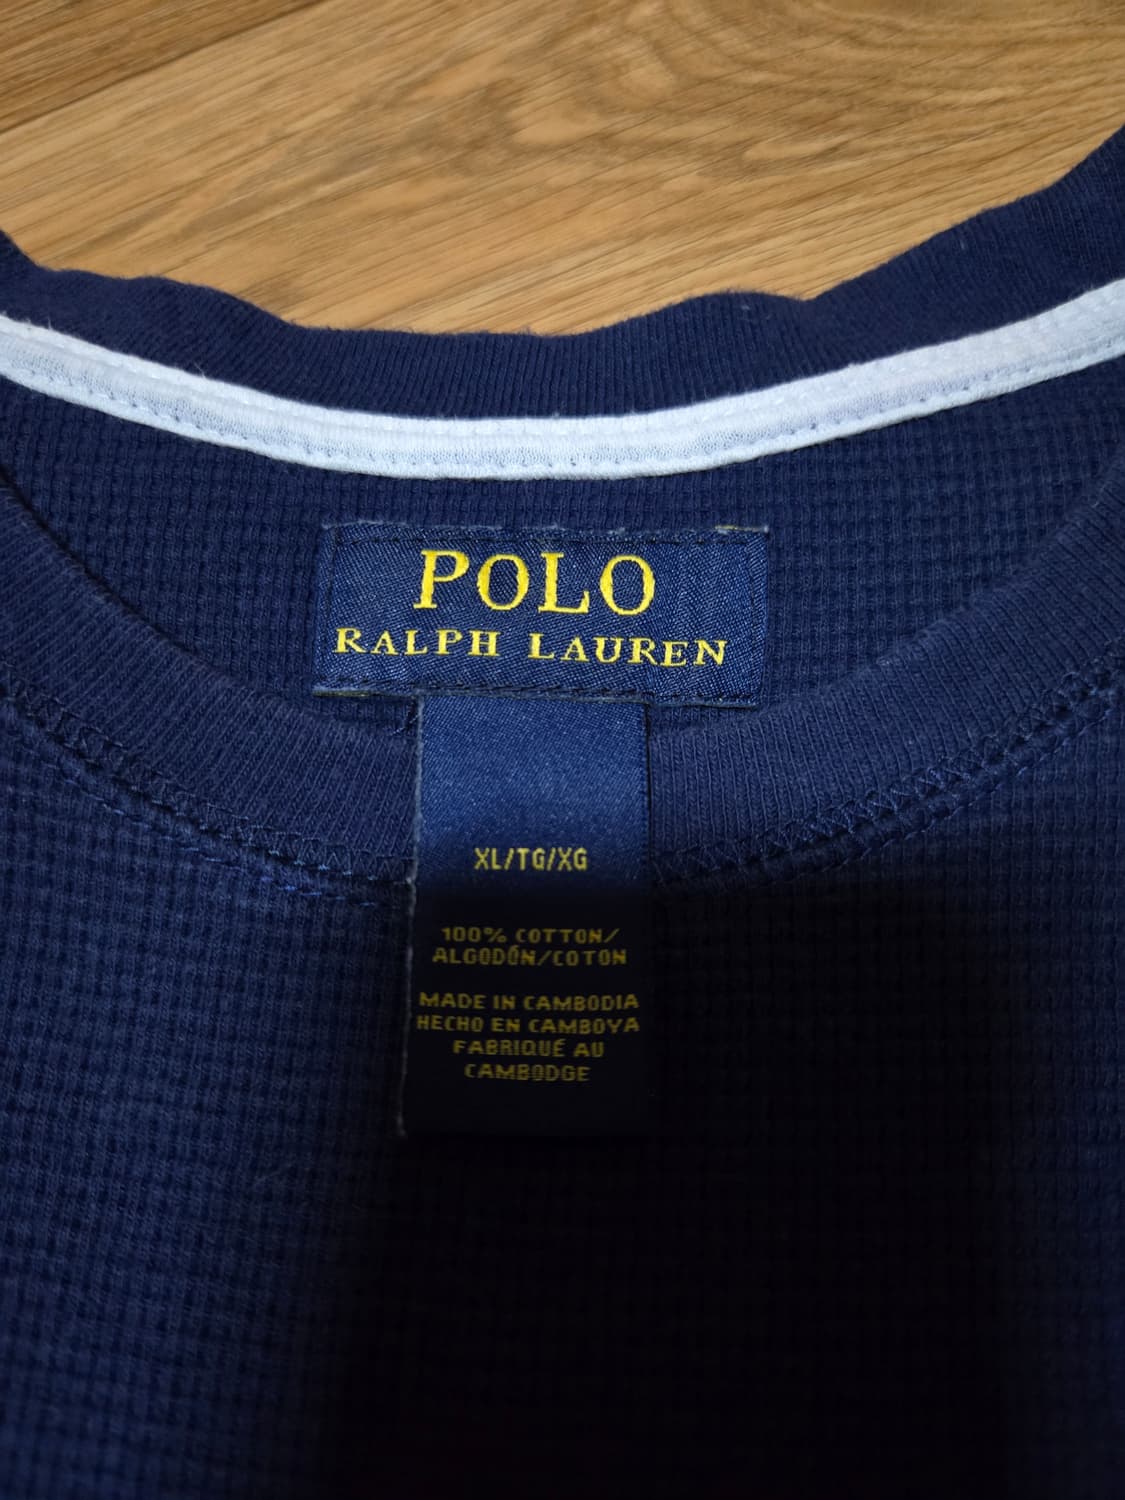 POLO
RALPH LAUREN
XL/TG/XG
100% COTTON/
ALGODÓN/COTON
MADE IN CAMBODIA
HECHO EN CAMBOYA
FABRIQUÉ AU
CAMBODGE